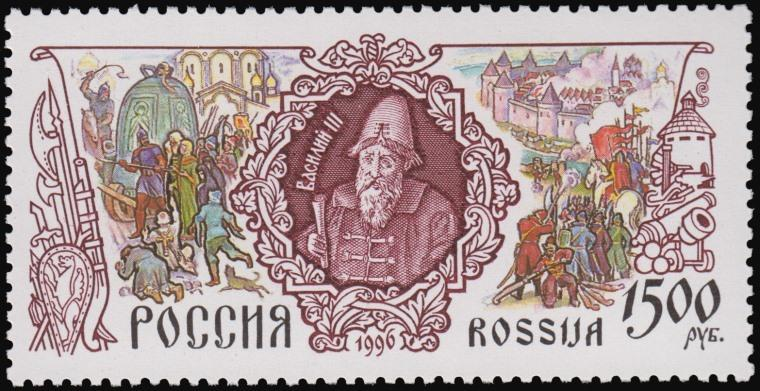 Василий III
1996
РОССИЯ
ROSSIJA
1500
РУБ.